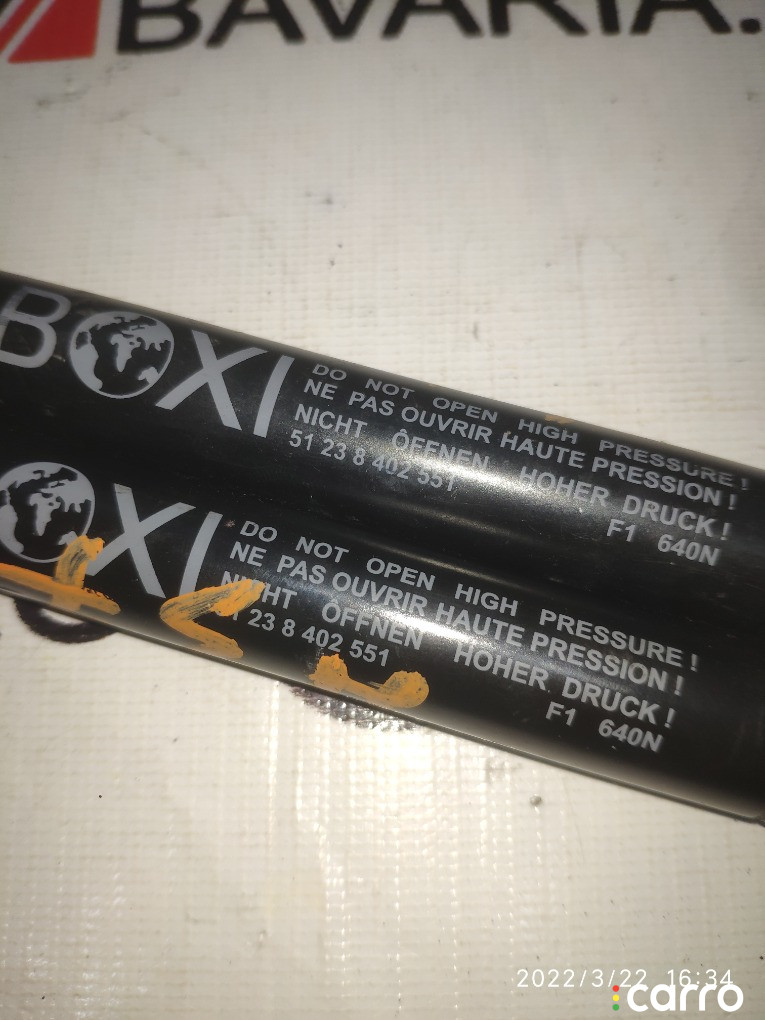 BAVARIA.
BOXI
DO NOT OPEN HIGH PRESSURE !
NE PAS OUVRIR HAUTE PRESSION !
NICHT ÖFFNEN HOHER DRUCK !
51 23 8 402 551
F1 640N
OXI
DO NOT OPEN HIGH PRESSURE !
NE PAS OUVRIR HAUTE PRESSION !
NICHT ÖFFNEN HOHER DRUCK !
23 8 402 551
F1 640N
2022/3/22 16:34
carro